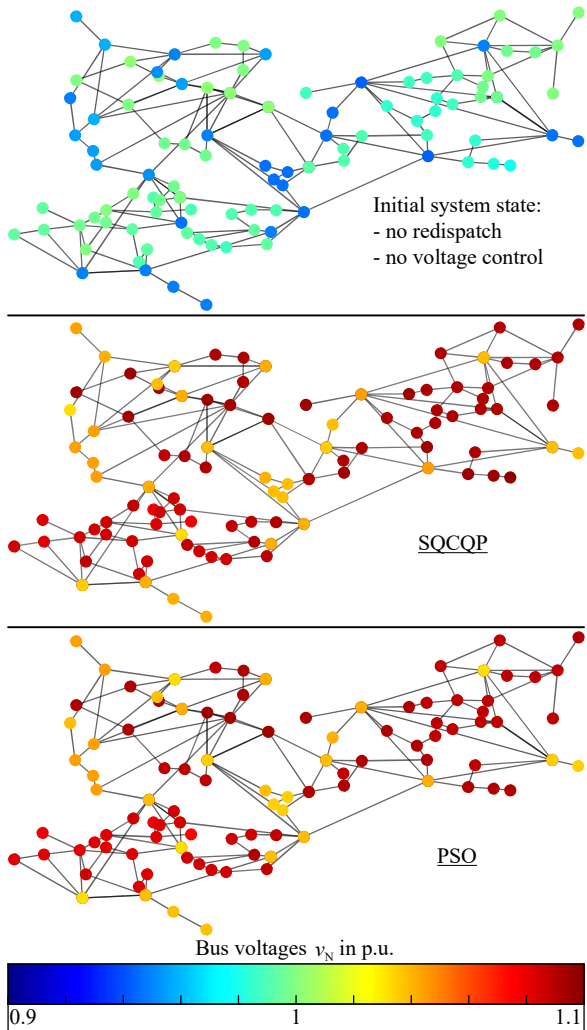 Initial system state:
- no redispatch
- no voltage control
SQCQP
PSO
Bus voltages v_N in p.u.
0.9 1 1.1